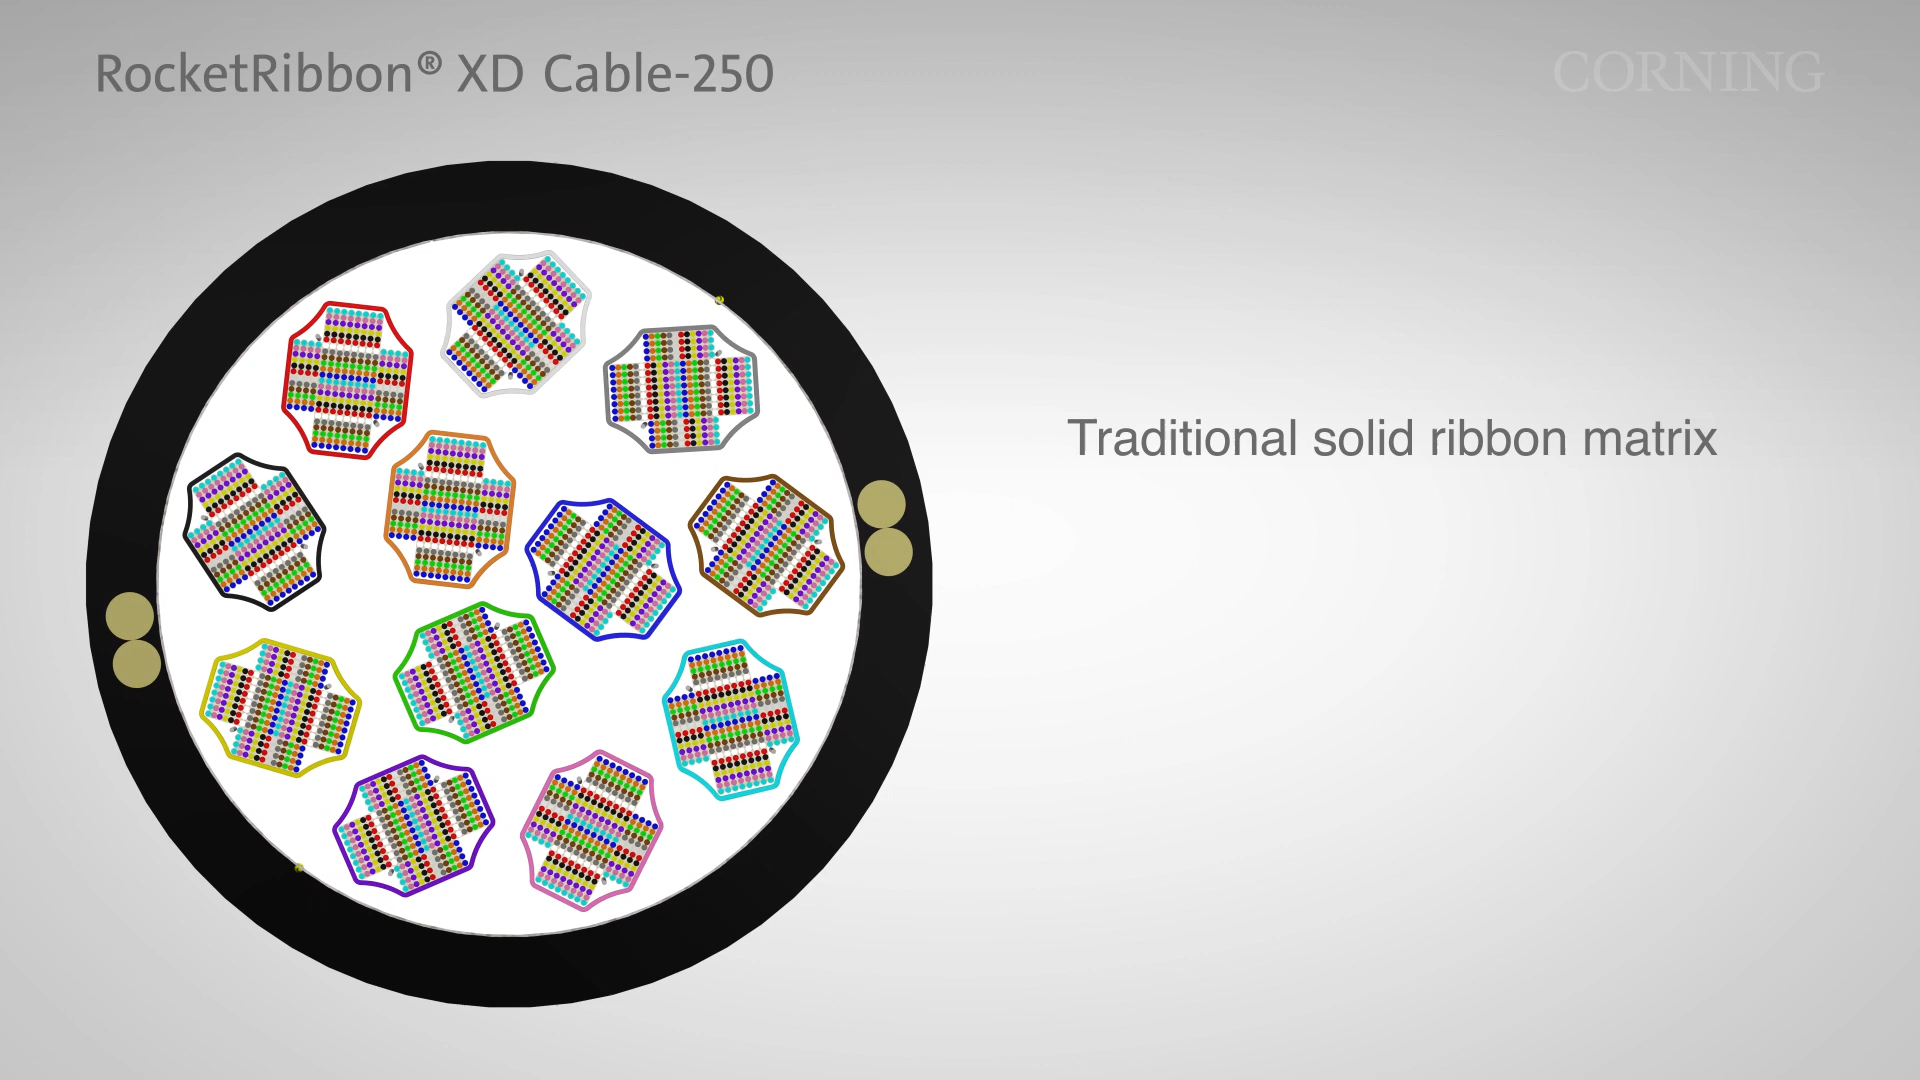 RocketRibbon® XD Cable-250
CORNING
Traditional solid ribbon matrix